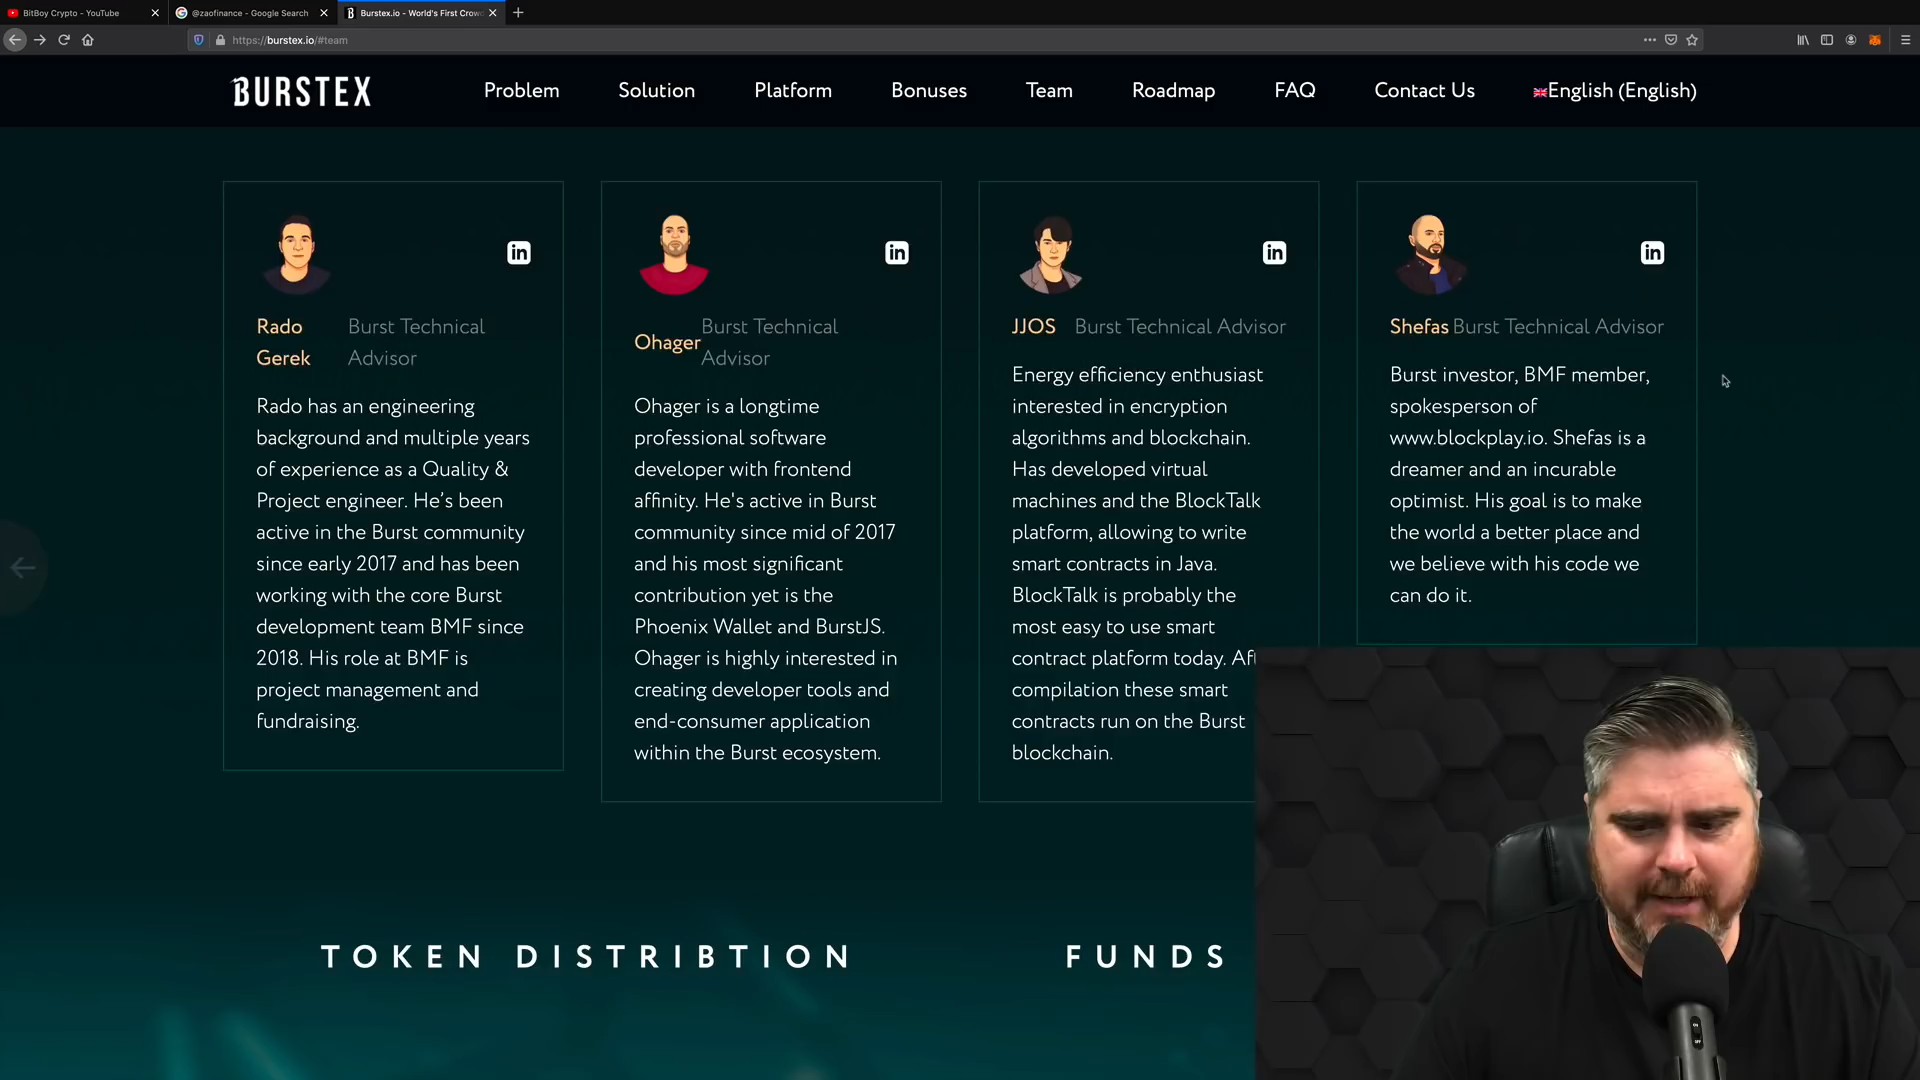 BitBoy Crypto - YouTube
@zaofinance - Google Search
Burstex.io - World's First Crow
https://burstex.io/#team
BURSTEX
Problem
Solution
Platform
Bonuses
Team
Roadmap
FAQ
Contact Us
English (English)
in
in
in
in
Rado
Gerek
Burst Technical
Advisor
Rado has an engineering
background and multiple years
of experience as a Quality &
Project engineer. He’s been
active in the Burst community
since early 2017 and has been
working with the core Burst
development team BMF since
2018. His role at BMF is
project management and
fundraising.
Ohager
Burst Technical
Advisor
Ohager is a longtime
professional software
developer with frontend
affinity. He's active in Burst
community since mid of 2017
and his most significant
contribution yet is the
Phoenix Wallet and BurstJS.
Ohager is highly interested in
creating developer tools and
end-consumer application
within the Burst ecosystem.
JJOS
Burst Technical Advisor
Energy efficiency enthusiast
interested in encryption
algorithms and blockchain.
Has developed virtual
machines and the BlockTalk
platform, allowing to write
smart contracts in Java.
BlockTalk is probably the
most easy to use smart
contract platform today. Aft
compilation these smart
contracts run on the Burst
blockchain.
Shefas
Burst Technical Advisor
Burst investor, BMF member,
spokesperson of
www.blockplay.io. Shefas is a
dreamer and an incurable
optimist. His goal is to make
the world a better place and
we believe with his code we
can do it.
TOKEN DISTRIBTION
FUNDS